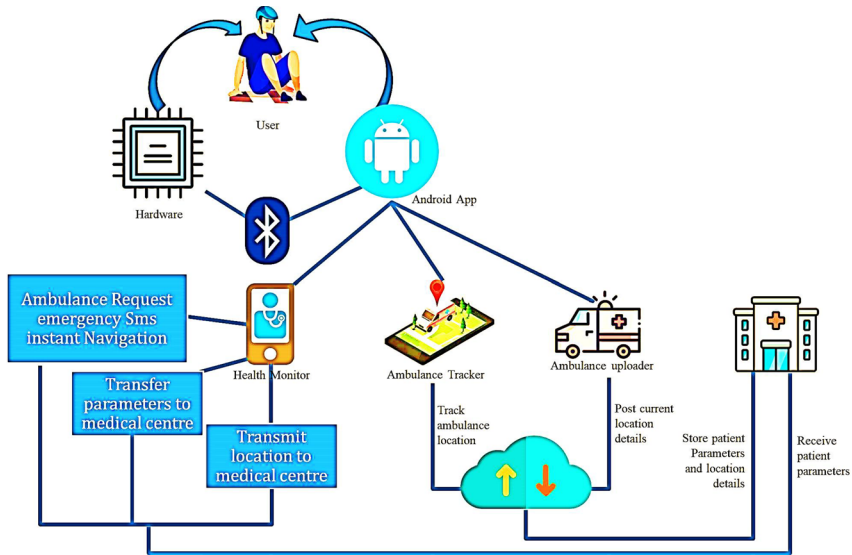 User
Hardware
Android App
Ambulance Request
emergency Sms
instant Navigation
Health Monitor
Ambulance Tracker
Ambulance uploader
Transfer
parameters to
medical centre
Transmit
location to
medical centre
Track
ambulance
location
Post current
location
details
Store patient
Parameters
and location
details
Receive
patient
parameters